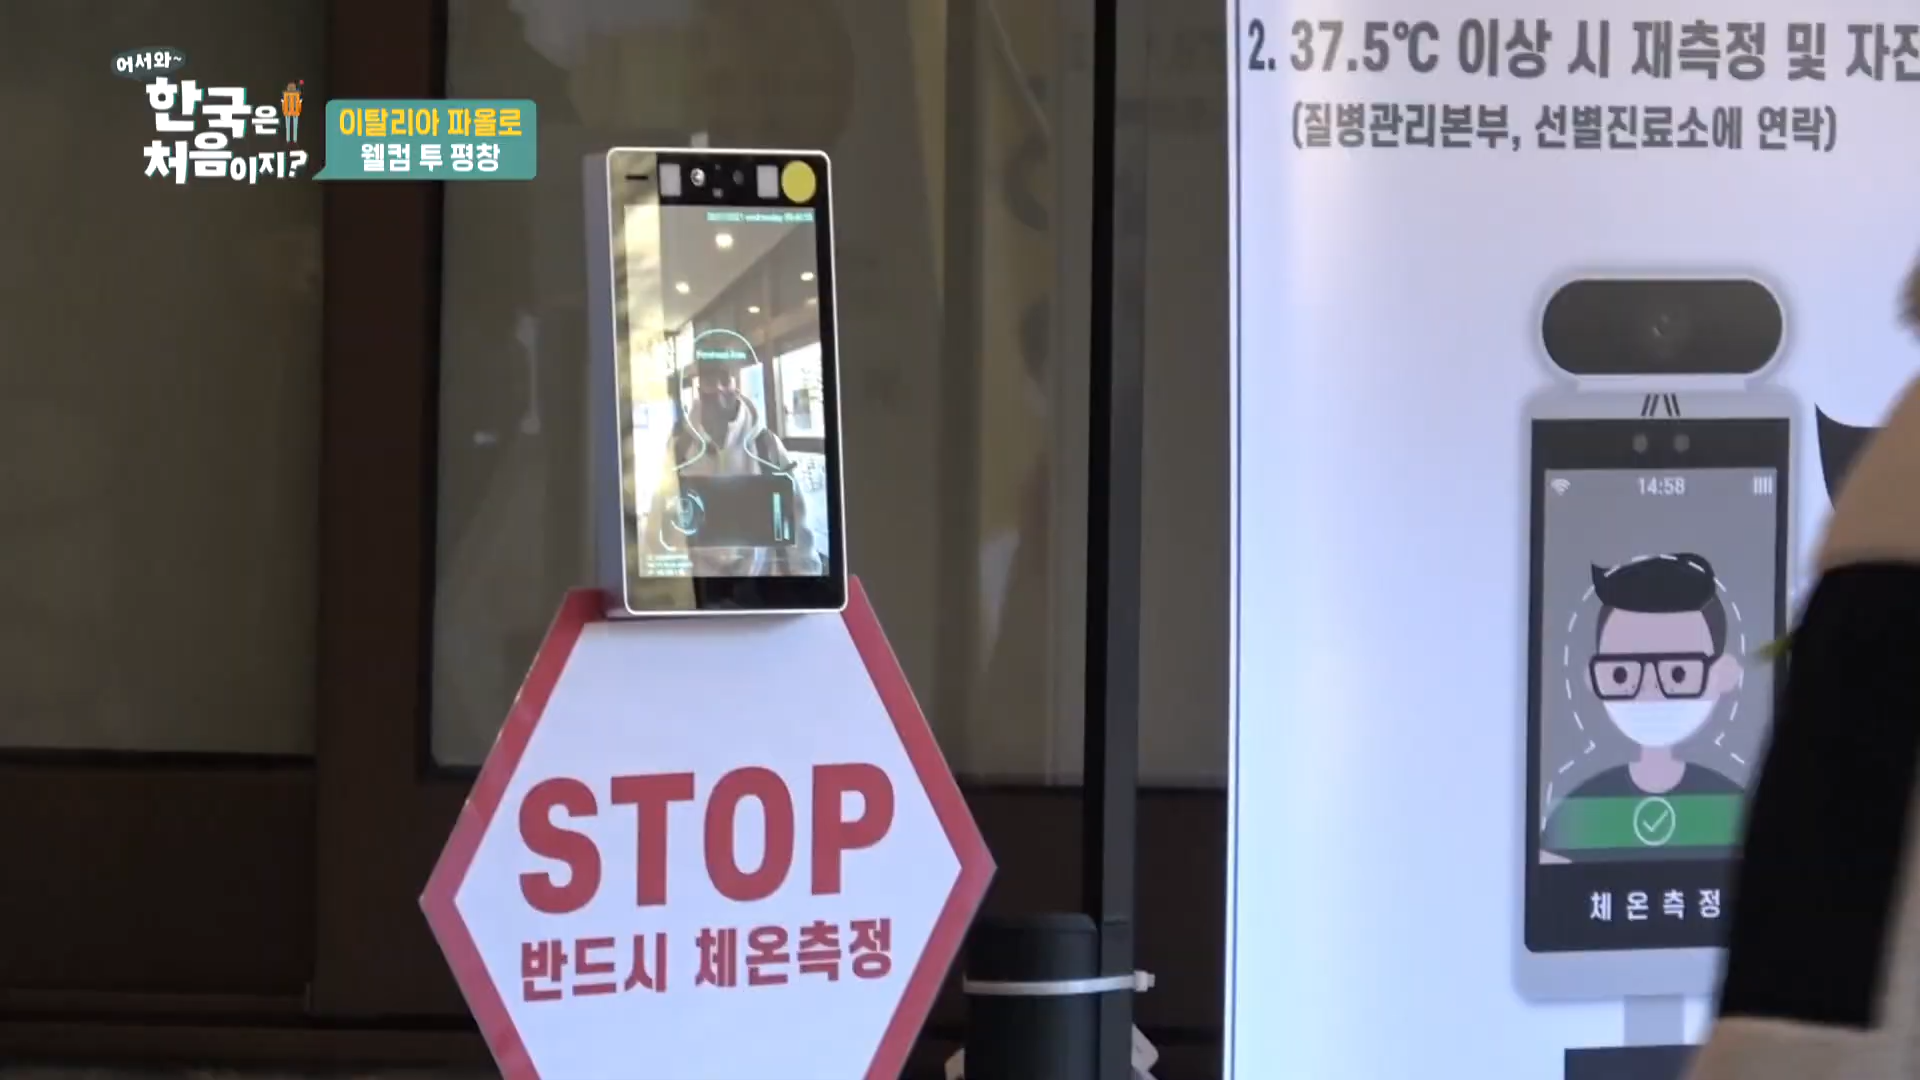 어서와~
한국은
처음이지?
이탈리아 파올로
웰컴 투 평창
2. 37.5℃ 이상 시 재측정 및
(질병관리본부, 선별진료소에 연락)
14:58
체온측정
STOP
반드시 체온측정